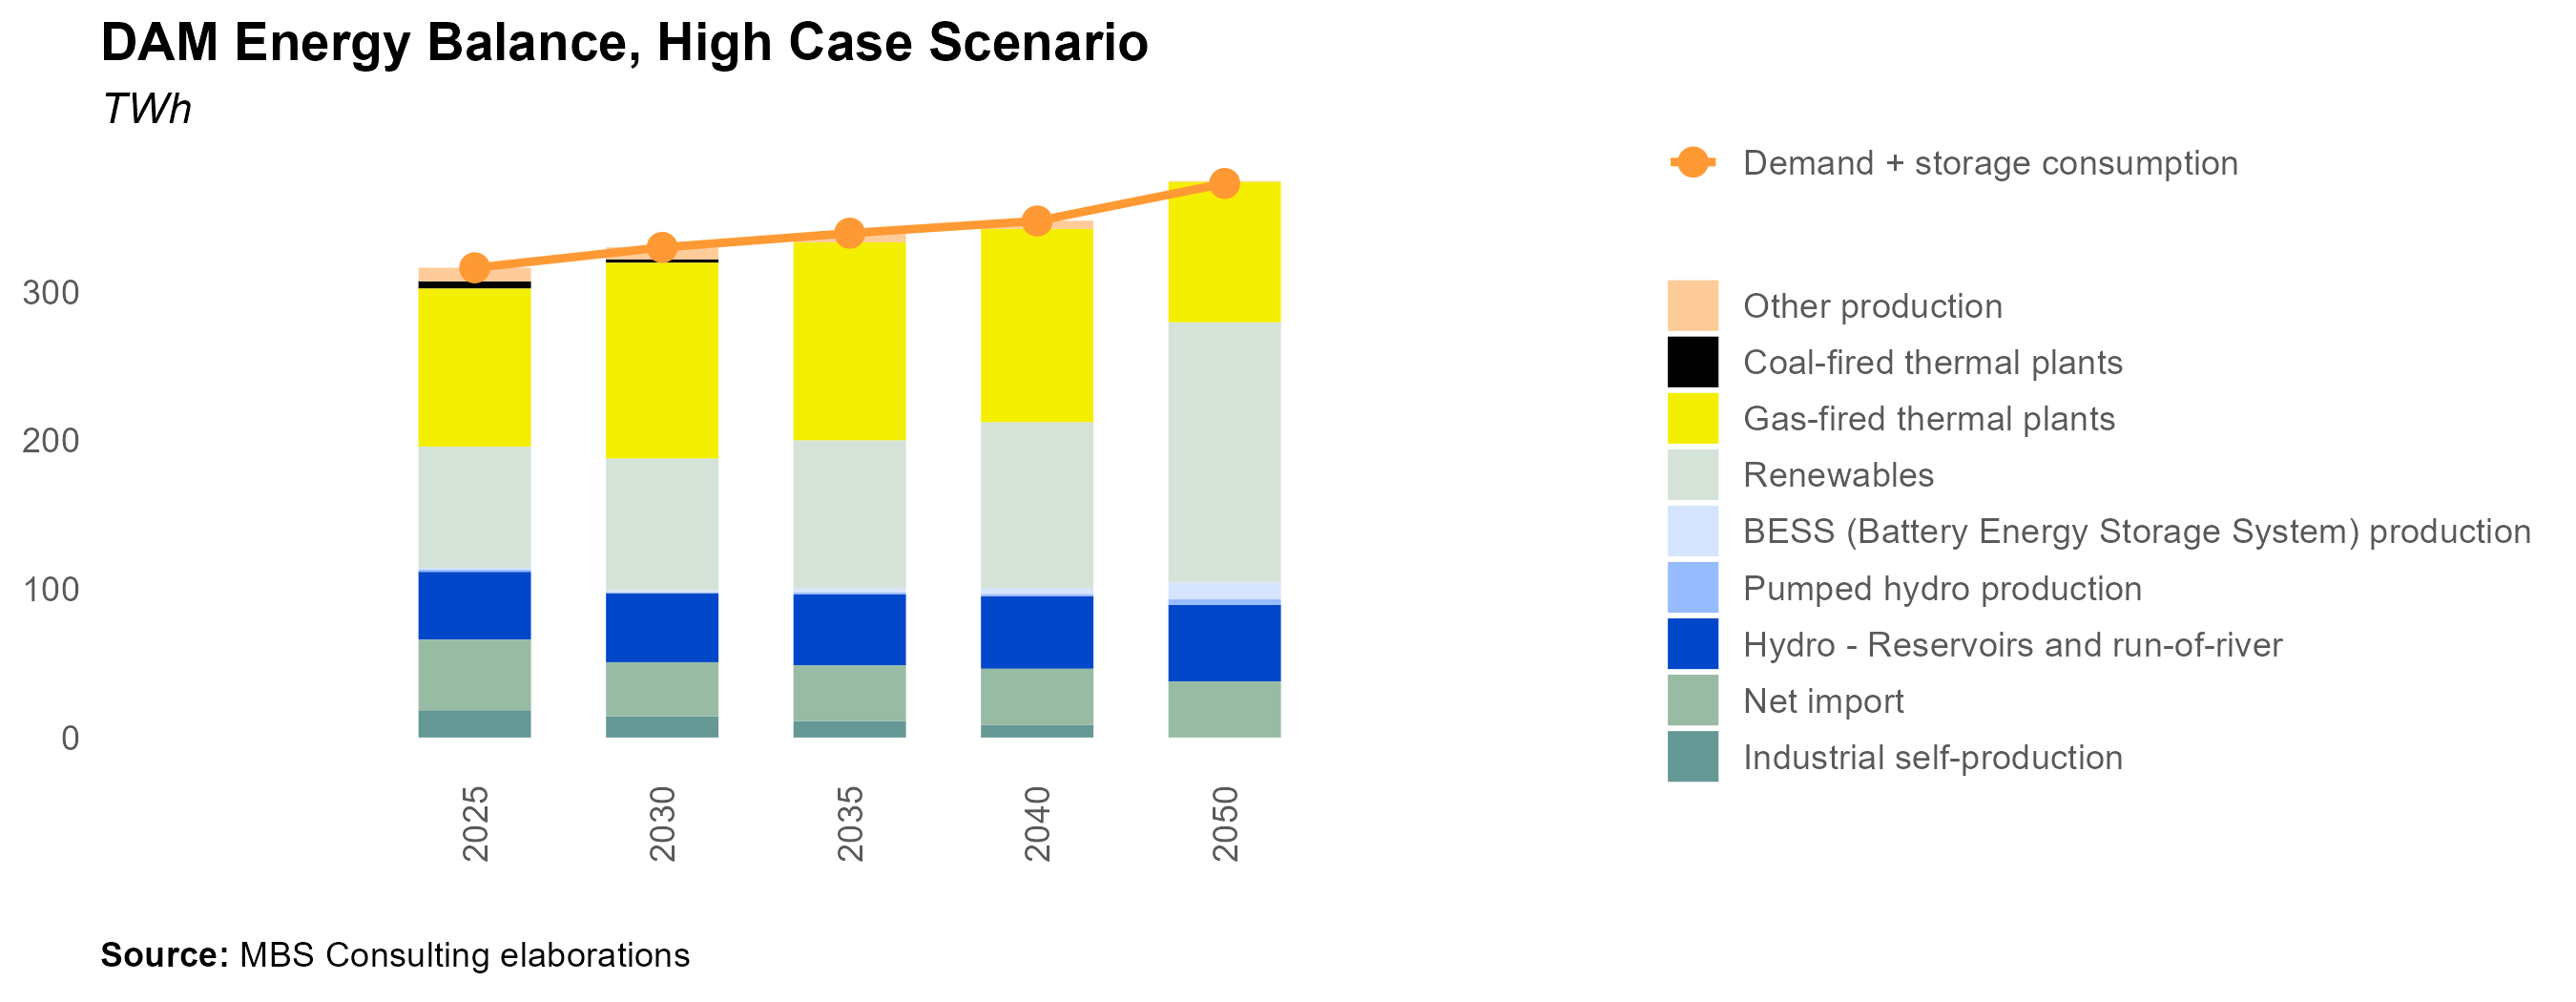 DAM Energy Balance, High Case Scenario
TWh
Demand + storage consumption
Other production
Coal-fired thermal plants
Gas-fired thermal plants
Renewables
BESS (Battery Energy Storage System) production
Pumped hydro production
Hydro - Reservoirs and run-of-river
Net import
Industrial self-production
300
200
100
0
2025
2030
2035
2040
2050
Source: MBS Consulting elaborations